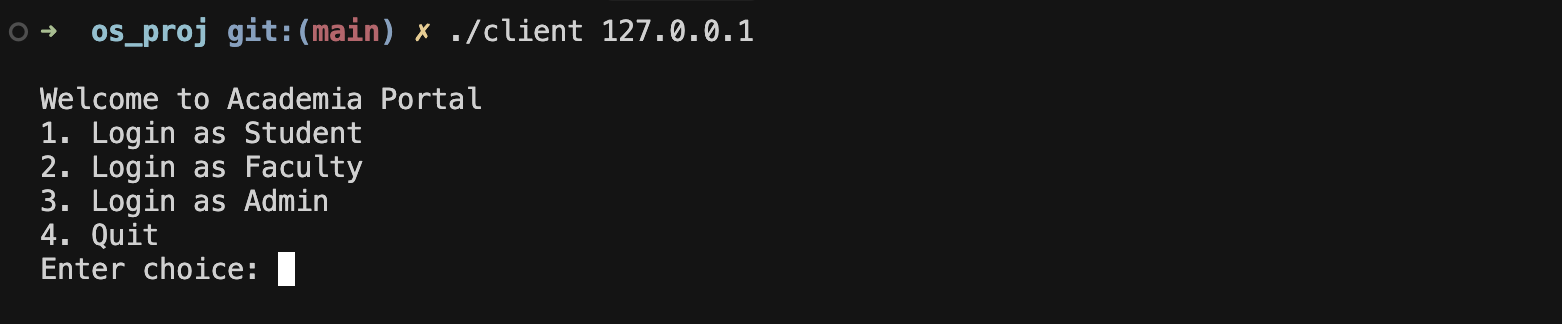 ➜ os_proj git:(main) ✗ ./client 127.0.0.1
Welcome to Academia Portal
1. Login as Student
2. Login as Faculty
3. Login as Admin
4. Quit
Enter choice: